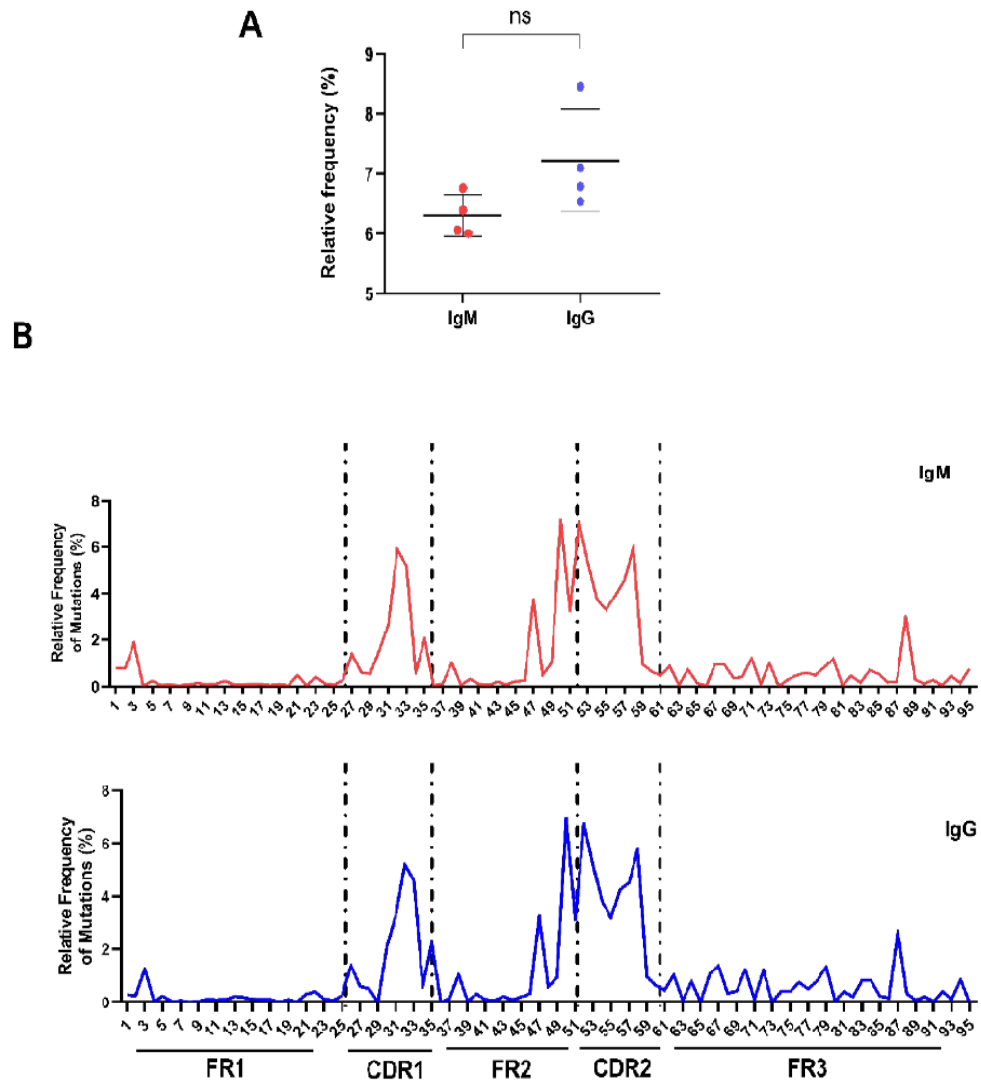 A
ns
Relative frequency (%)
9
8
7
6
5
IgM IgG
B
IgM
Relative Frequency
of Mutations (%)
8
6
4
2
0
1 3 5 7 9 11 13 15 17 19 21 23 25 27 29 31 33 35 37 39 41 43 45 47 49 51 53 55 57 59 61 63 65 67 69 71 73 75 77 79 81 83 85 87 89 91 93 95
IgG
Relative Frequency
of Mutations (%)
8
6
4
2
0
1 3 5 7 9 11 13 15 17 19 21 23 25 27 29 31 33 35 37 39 41 43 45 47 49 51 53 55 57 59 61 63 65 67 69 71 73 75 77 79 81 83 85 87 89 91 93 95
FR1 CDR1 FR2 CDR2 FR3